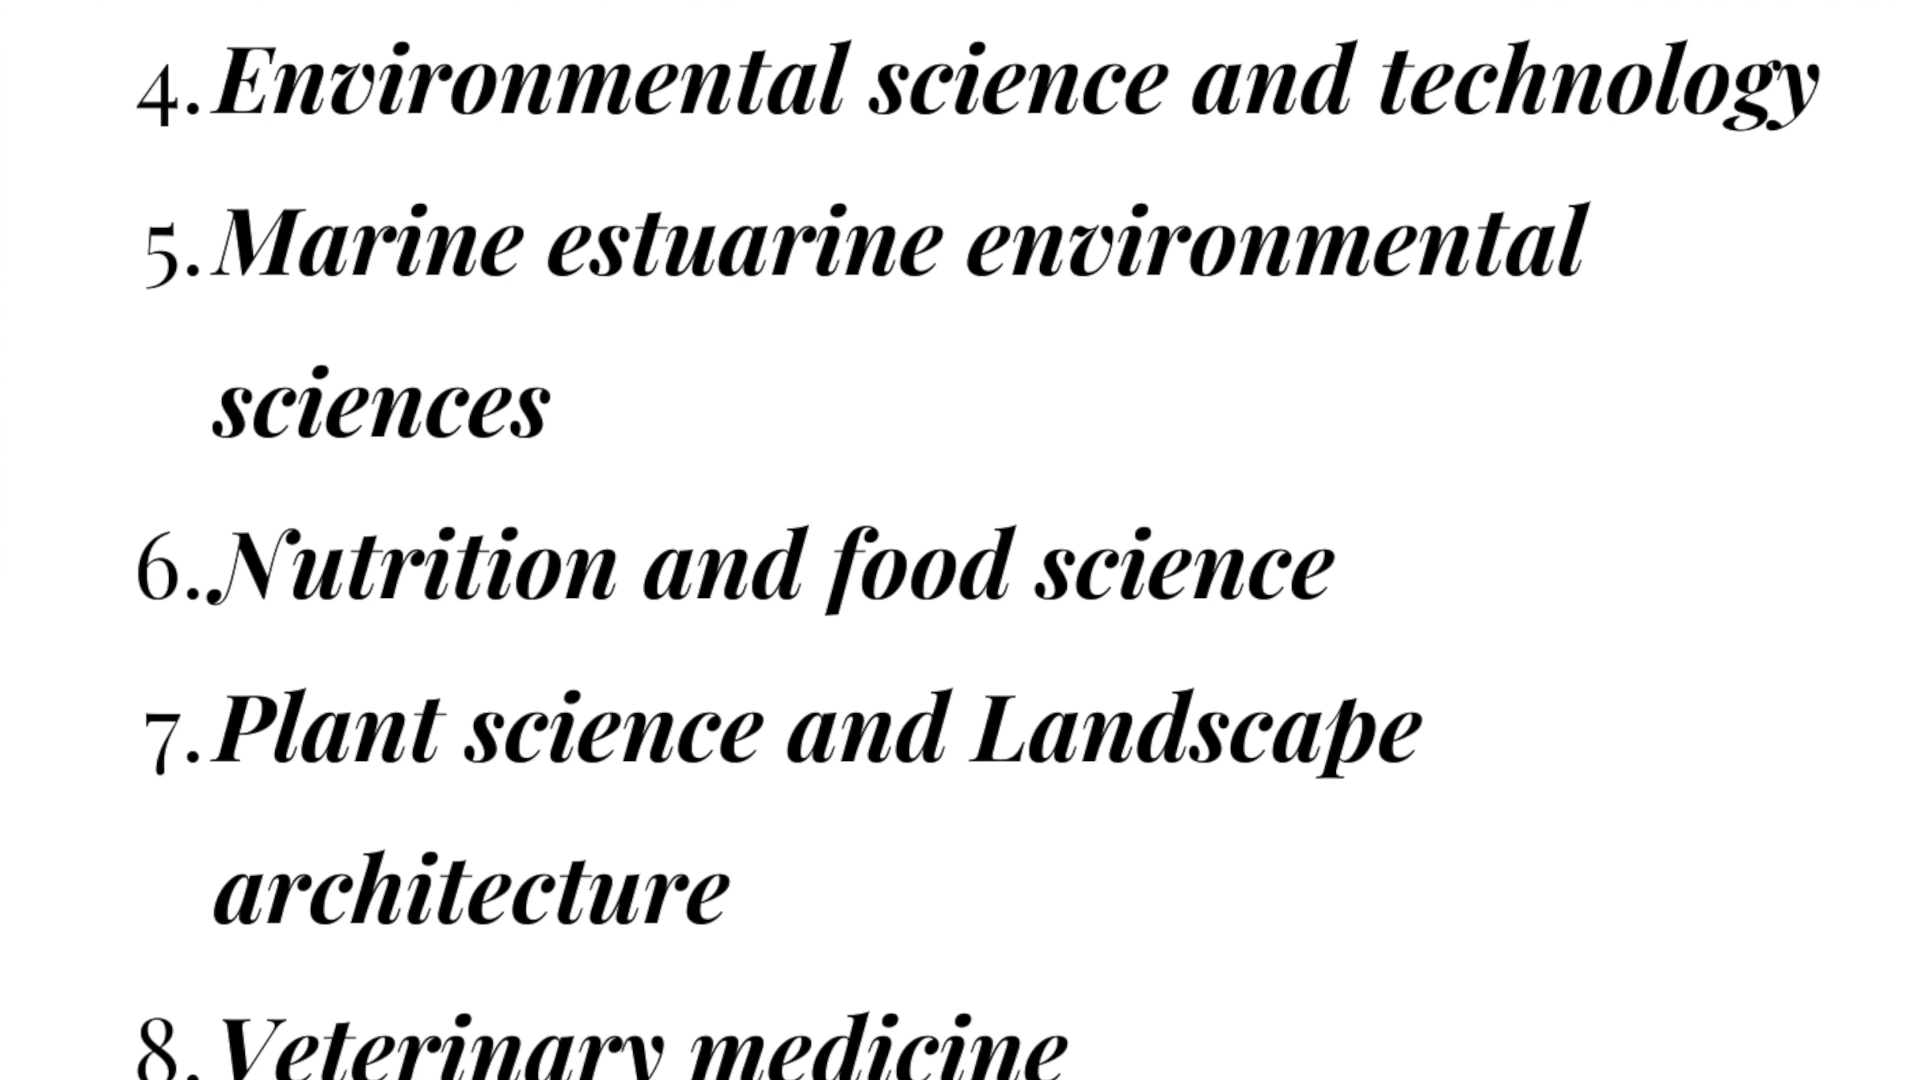 4. Environmental science and technology
5. Marine estuarine environmental
sciences
6. Nutrition and food science
7. Plant science and Landscape
architecture
8. Veterinary medicine